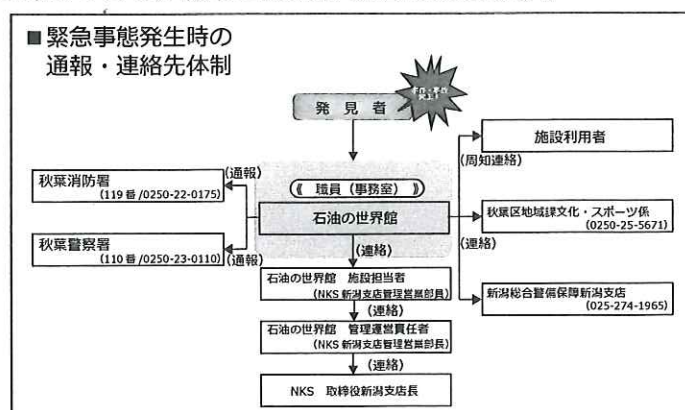 ■緊急事態発生時の
通報・連絡先体制
発 見 者
施設利用者
(周知連絡)
秋葉消防署
(119番/0250-22-0175)
(通報)
《 職員（事務室） 》
石油の世界館
秋葉区地域課文化・スポーツ係
(0250-25-5671)
(連絡)
秋葉警察署
(110番/0250-23-0110)
(通報)
(連絡)
石油の世界館 施設担当者
(NKS新潟支店管理営業部員)
新潟総合警備保障新潟支店
(025-274-1965)
(連絡)
石油の世界館 管理運営責任者
(NKS新潟支店管理営業部長)
(連絡)
NKS 取締役新潟支店長